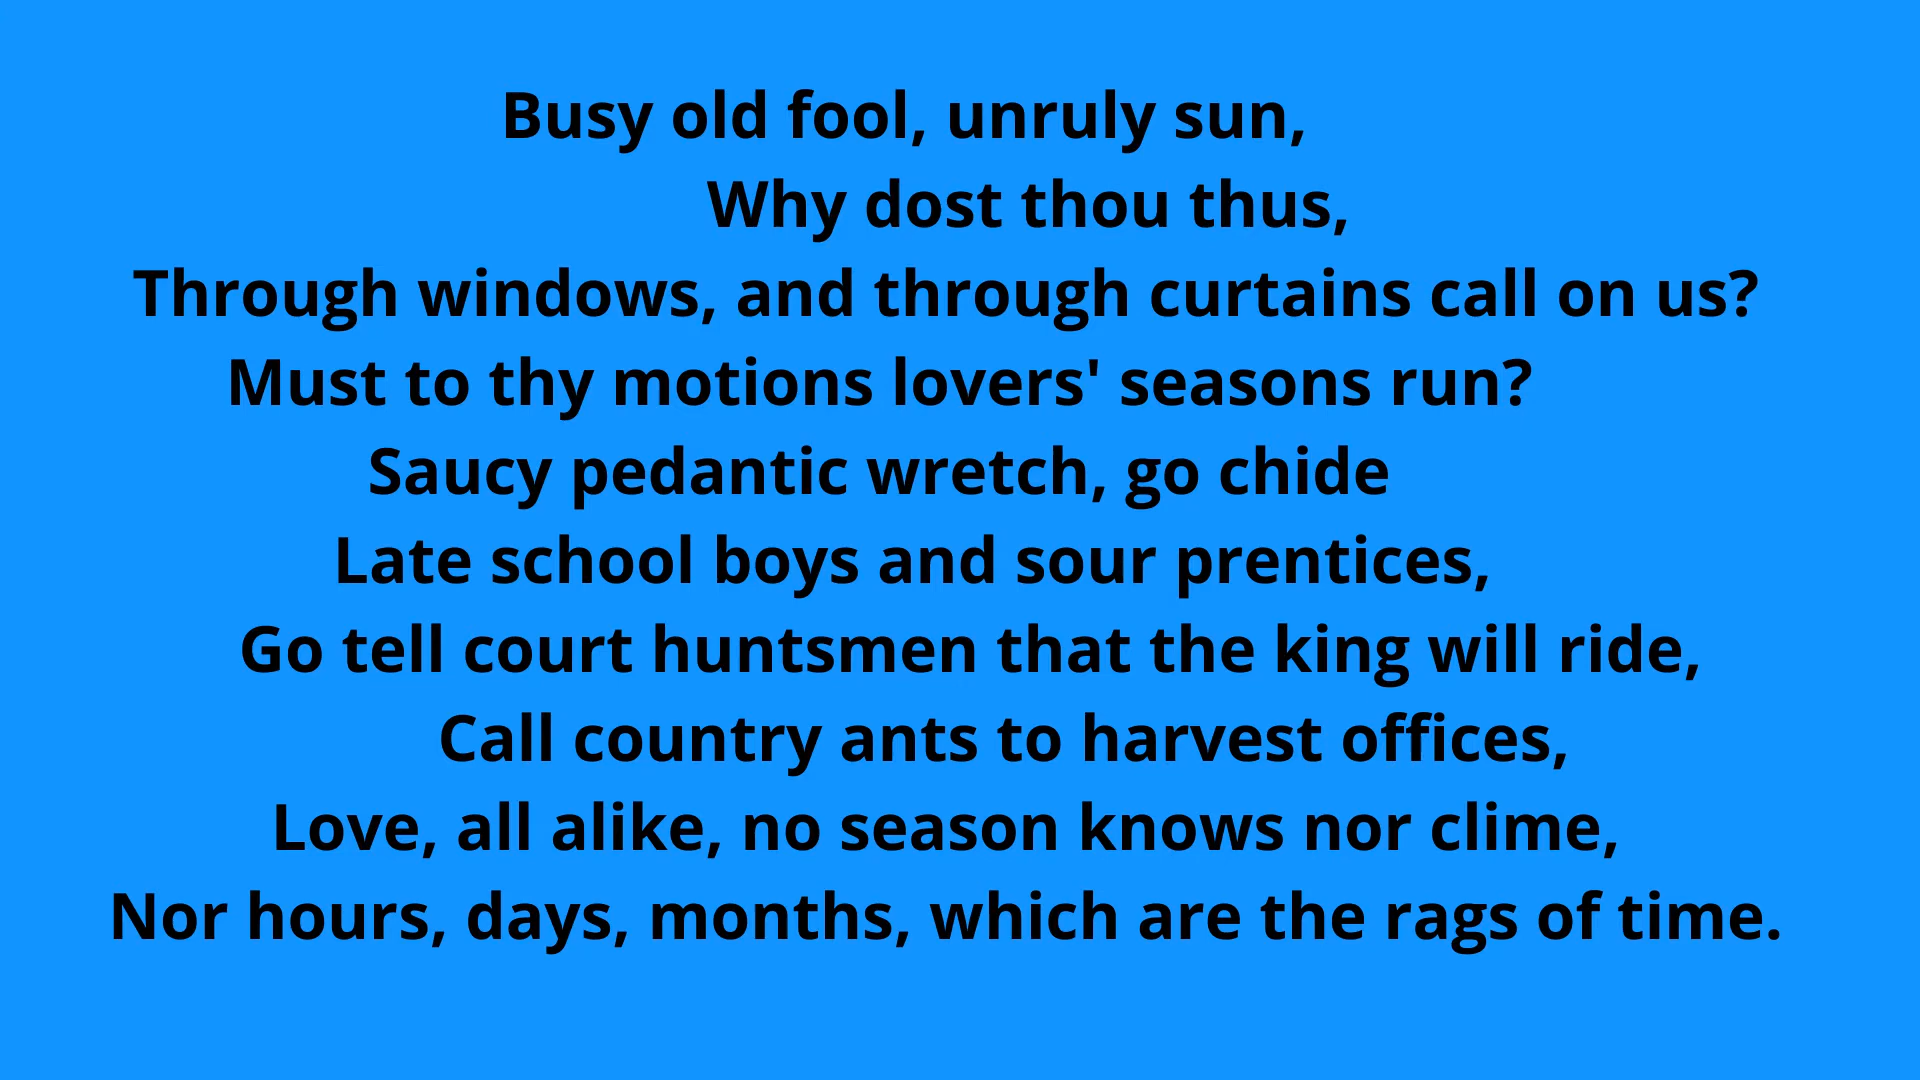 Busy old fool, unruly sun,
Why dost thou thus,
Through windows, and through curtains call on us?
Must to thy motions lovers' seasons run?
Saucy pedantic wretch, go chide
Late school boys and sour prentices,
Go tell court huntsmen that the king will ride,
Call country ants to harvest offices,
Love, all alike, no season knows nor clime,
Nor hours, days, months, which are the rags of time.